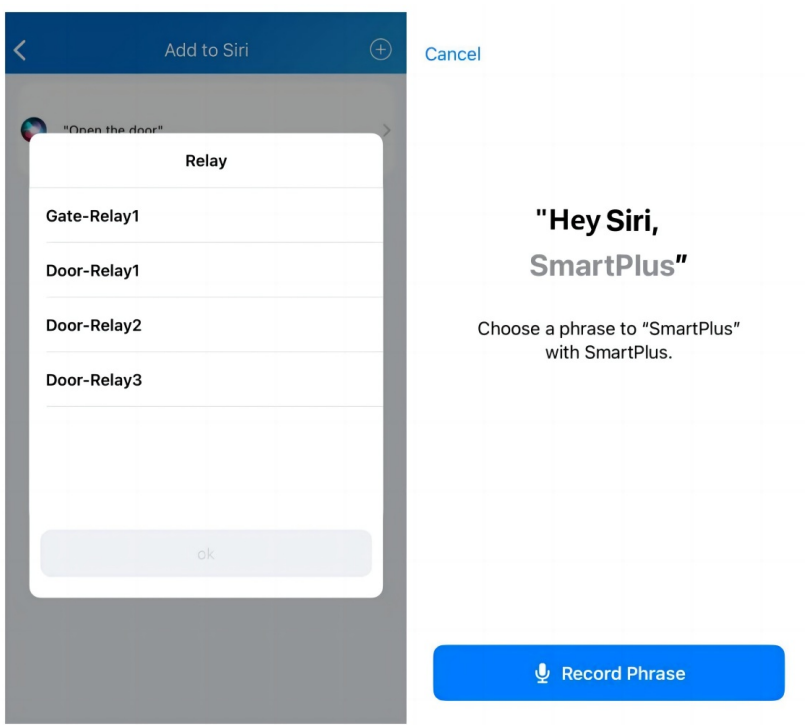 Add to Siri
"Open the door"
Relay
Gate-Relay1
Door-Relay1
Door-Relay2
Door-Relay3
ok
Cancel
"Hey Siri,
SmartPlus"
Choose a phrase to "SmartPlus"
with SmartPlus.
Record Phrase